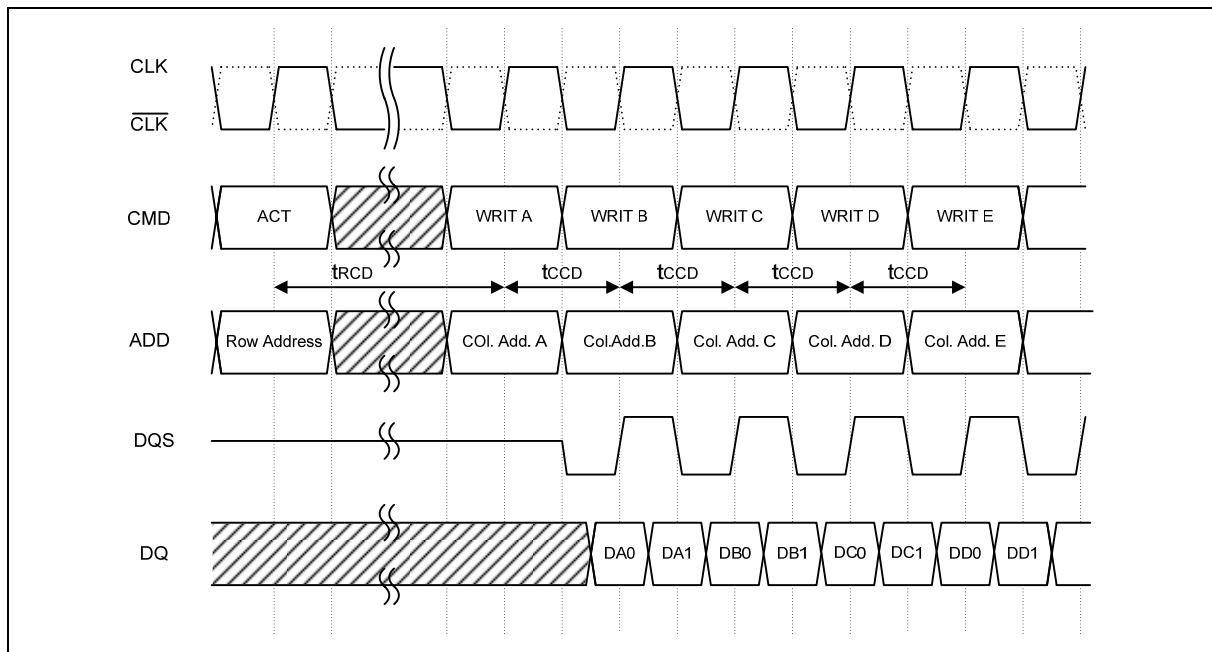 CLK
CLK
CMD ACT WRIT A WRIT B WRIT C WRIT D WRIT E
tRCD tCCD tCCD tCCD tCCD
ADD Row Address COl. Add. A Col.Add.B Col. Add. C Col. Add. D Col. Add. E
DQS
DQ DA0 DA1 DB0 DB1 DC0 DC1 DD0 DD1